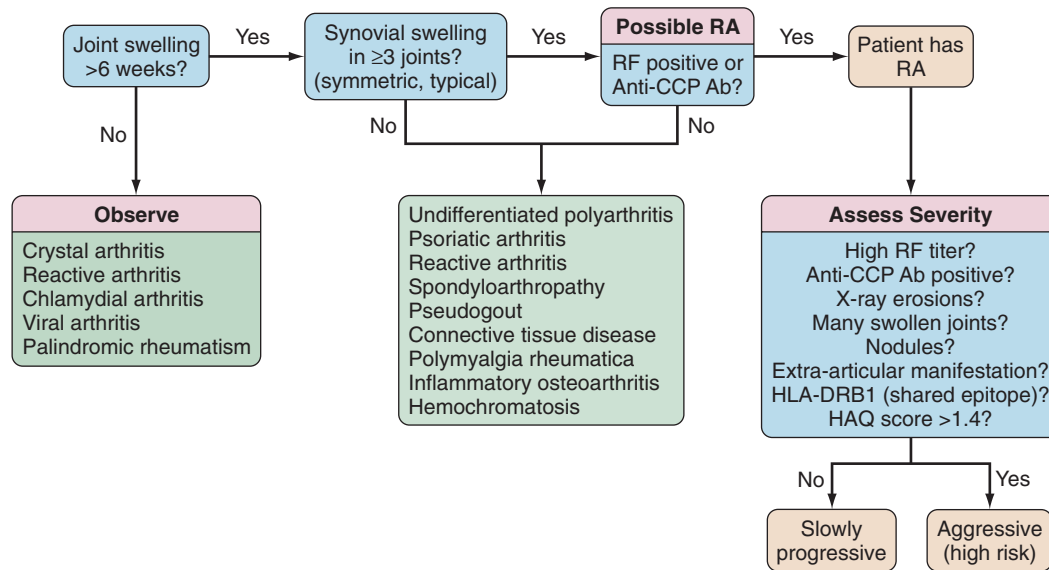 Joint swelling
>6 weeks?
Yes
Synovial swelling
in ≥3 joints?
(symmetric, typical)
Yes
Possible RA
RF positive or
Anti-CCP Ab?
Yes
Patient has
RA
No
No
No
Observe
Crystal arthritis
Reactive arthritis
Chlamydial arthritis
Viral arthritis
Palindromic rheumatism
Undifferentiated polyarthritis
Psoriatic arthritis
Reactive arthritis
Spondyloarthropathy
Pseudogout
Connective tissue disease
Polymyalgia rheumatica
Inflammatory osteoarthritis
Hemochromatosis
Assess Severity
High RF titer?
Anti-CCP Ab positive?
X-ray erosions?
Many swollen joints?
Nodules?
Extra-articular manifestation?
HLA-DRB1 (shared epitope)?
HAQ score >1.4?
No
Yes
Slowly
progressive
Aggressive
(high risk)